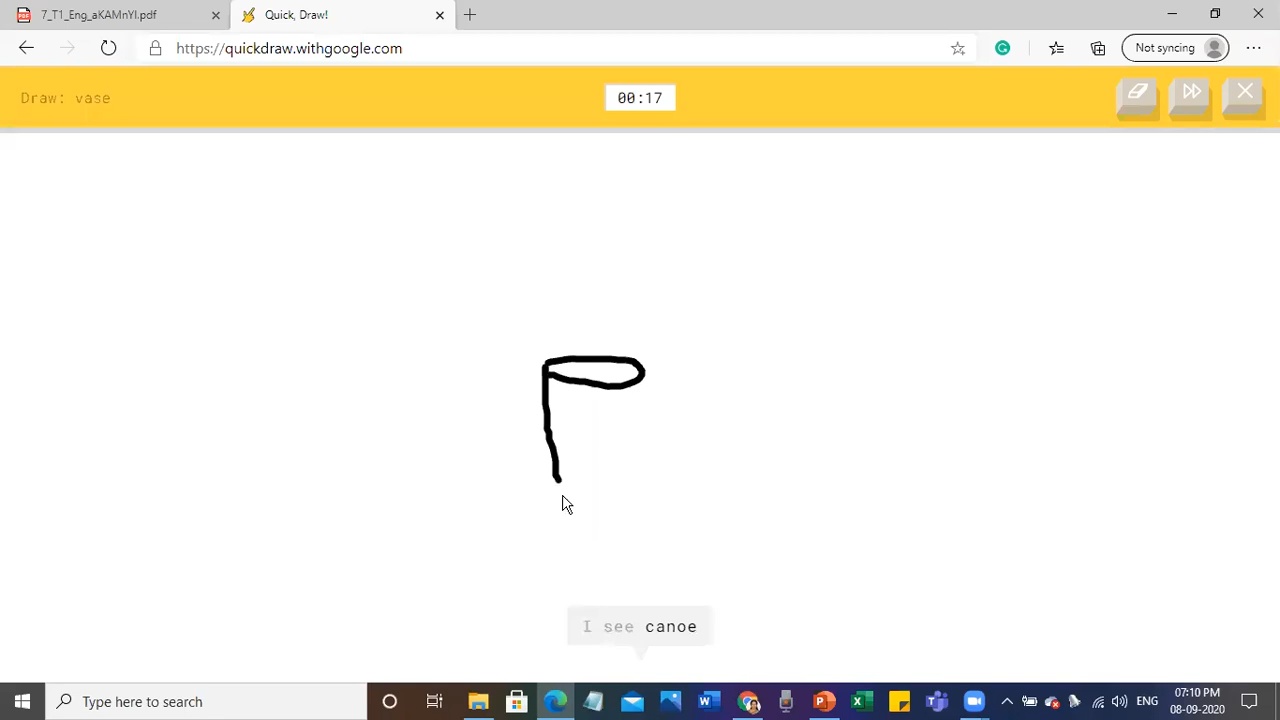 7_T1_Eng_aKAMnYI.pdf
Quick, Draw!
https://quickdraw.withgoogle.com
Not syncing
Draw: vase
00:17
I see canoe
Type here to search
ENG
07:10 PM
08-09-2020